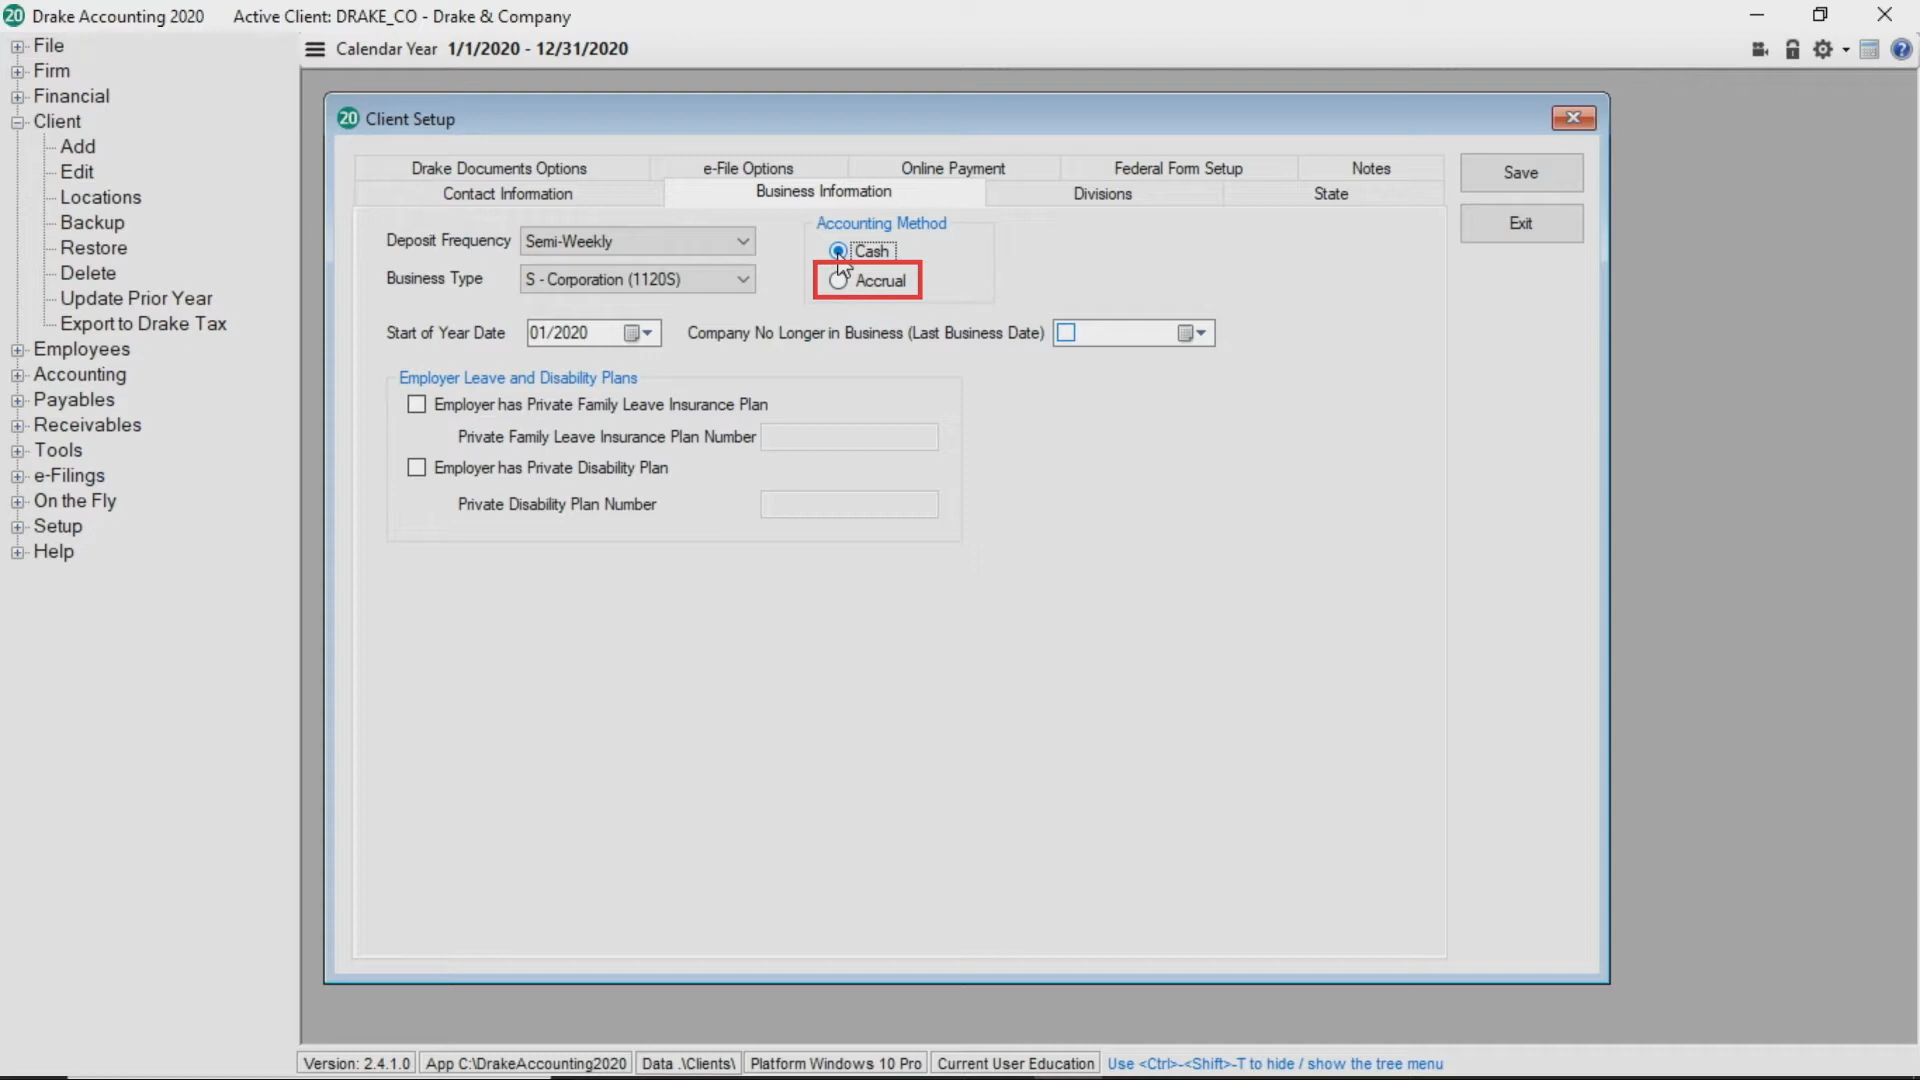 20 Drake Accounting 2020 Active Client: DRAKE_CO - Drake & Company
Calendar Year 1/1/2020 - 12/31/2020
File
Firm
Financial
Client
Add
Edit
Locations
Backup
Restore
Delete
Update Prior Year
Export to Drake Tax
Employees
Accounting
Payables
Receivables
Tools
e-Filings
On the Fly
Setup
Help
20 Client Setup
Drake Documents Options e-File Options Online Payment Federal Form Setup Notes
Contact Information Business Information Divisions State
Save
Exit
Deposit Frequency Semi-Weekly
Business Type S - Corporation (1120S)
Accounting Method
Cash
Accrual
Start of Year Date 01/2020 Company No Longer in Business (Last Business Date)
Employer Leave and Disability Plans
Employer has Private Family Leave Insurance Plan
Private Family Leave Insurance Plan Number
Employer has Private Disability Plan
Private Disability Plan Number
Version: 2.4.1.0 App C:\DrakeAccounting2020 Data .\Clients\ Platform Windows 10 Pro Current User Education Use <Ctrl>-<Shift>-T to hide / show the tree menu